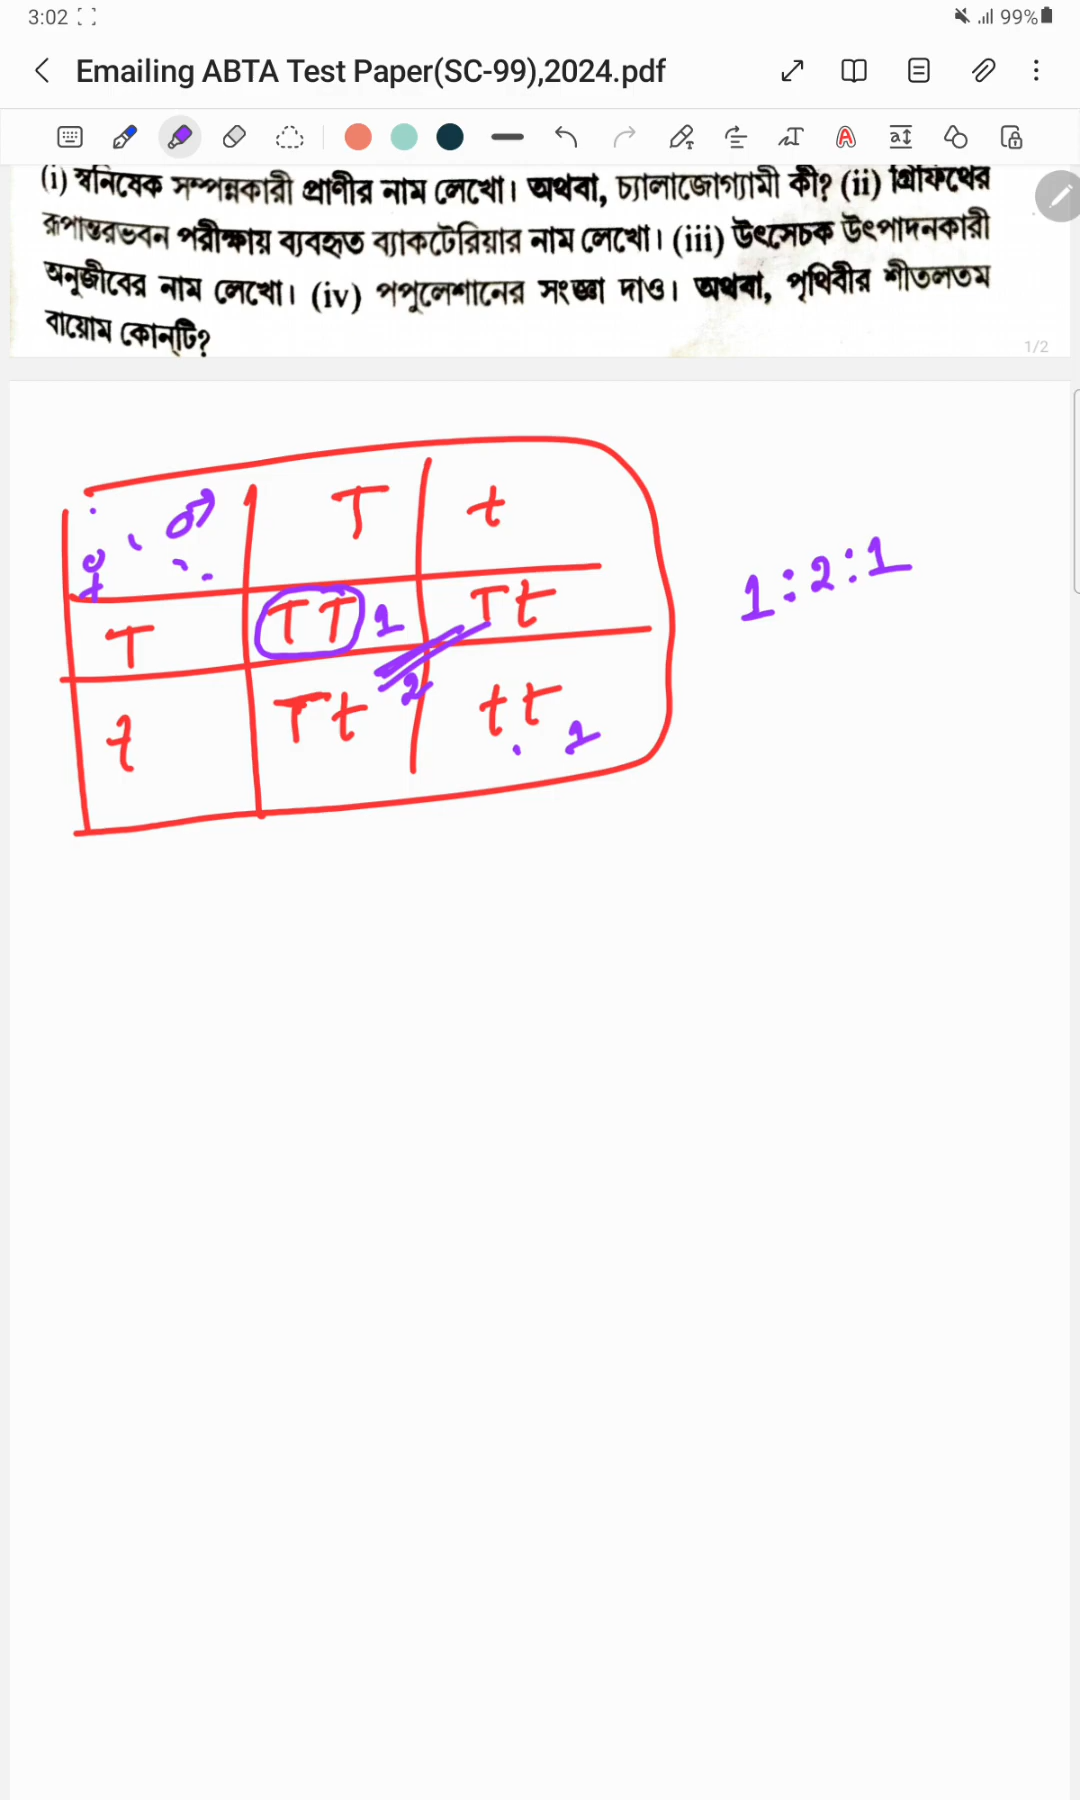 3:02 99%
Emailing ABTA Test Paper(SC-99),2024.pdf
(i) স্বনিষেক সম্পন্নকারী প্রাণীর নাম লেখো। অথবা, চ্যালাজোগ্যামী কী? (ii) গ্রিফিথের
রূপান্তরভবন পরীক্ষায় ব্যবহৃত ব্যাকটেরিয়ার নাম লেখো। (iii) উৎসেচক উৎপাদনকারী
অনুজীবের নাম লেখো। (iv) পপুলেশানের সংজ্ঞা দাও। অথবা, পৃথিবীর শীতলতম
বায়োম কোন্‌টি?
1/2
♂ T t
♀
T TT 1 Tt
2
t Tt tt 1
1:2:1